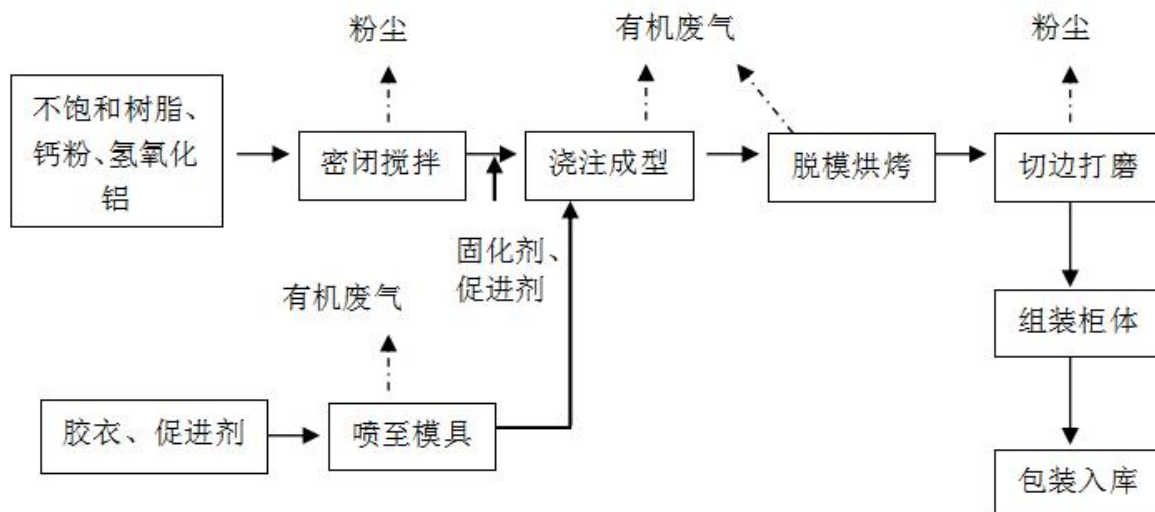 粉尘
有机废气
粉尘
不饱和树脂、
钙粉、氢氧化
铝
密闭搅拌
浇注成型
脱模烘烤
切边打磨
固化剂、
促进剂
有机废气
组装柜体
胶衣、促进剂
喷至模具
包装入库